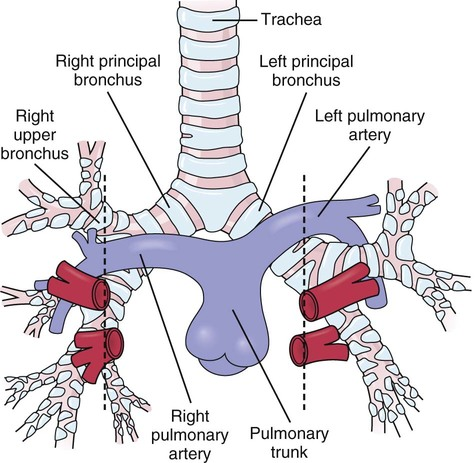 Trachea
Right principal
bronchus
Left principal
bronchus
Right
upper
bronchus
Left pulmonary
artery
Right
pulmonary
artery
Pulmonary
trunk